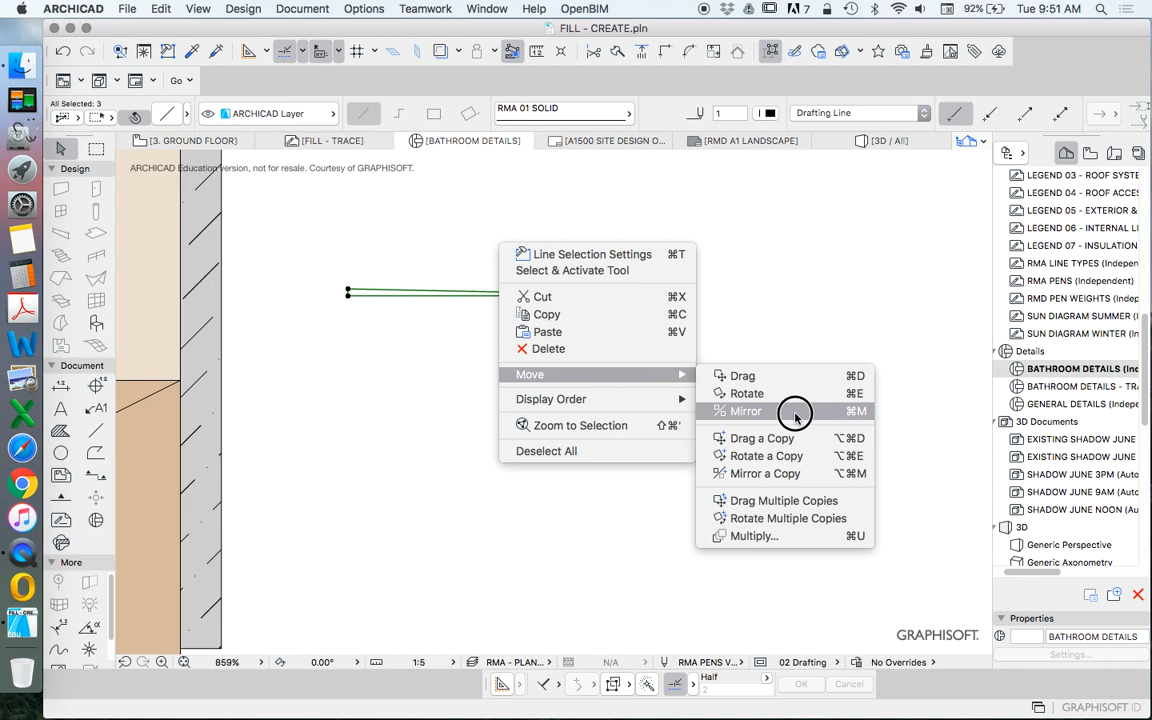 ARCHICAD File Edit View Design Document Options Teamwork Window Help OpenBIM 7 92% Tue 9:51 AM
FILL - CREATE.pln
Go
All Selected: 3
ARCHICAD Layer
RMA 01 SOLID
1
Drafting Line
[3. GROUND FLOOR]
[FILL - TRACE]
[BATHROOM DETAILS]
[A1500 SITE DESIGN O...
[RMD A1 LANDSCAPE]
[3D / All]
ARCHICAD Education version, not for resale. Courtesy of GRAPHISOFT.
Design
Document
More
Line Selection Settings ⌘T
Select & Activate Tool
Cut ⌘X
Copy ⌘C
Paste ⌘V
Delete
Move
Display Order
Zoom to Selection ⇧⌘'
Deselect All
Drag ⌘D
Rotate ⌘E
Mirror ⌘M
Drag a Copy ⌥⌘D
Rotate a Copy ⌥⌘E
Mirror a Copy ⌥⌘M
Drag Multiple Copies
Rotate Multiple Copies
Multiply... ⌘U
LEGEND 03 - ROOF SYSTE
LEGEND 04 - ROOF ACCES
LEGEND 05 - EXTERIOR &
LEGEND 06 - INTERNAL LI
LEGEND 07 - INSULATION
RMA LINE TYPES (Indepen
RMA PENS (Independent)
RMD PEN WEIGHTS (Indep
SUN DIAGRAM SUMMER (I
SUN DIAGRAM WINTER (In
Details
BATHROOM DETAILS (Inc
BATHROOM DETAILS - TRA
GENERAL DETAILS (Indepe
3D Documents
EXISTING SHADOW JUNE
EXISTING SHADOW JUNE
SHADOW JUNE 3PM (Auto
SHADOW JUNE 9AM (Auto
SHADOW JUNE NOON (Au
3D
Generic Perspective
Generic Axonometry
Properties
BATHROOM DETAILS
Settings...
GRAPHISOFT.
859% 0.00° 1:5 RMA - PLAN... N/A RMA PENS V... 02 Drafting No Overrides
Half
2
OK
Cancel
GRAPHISOFT ID